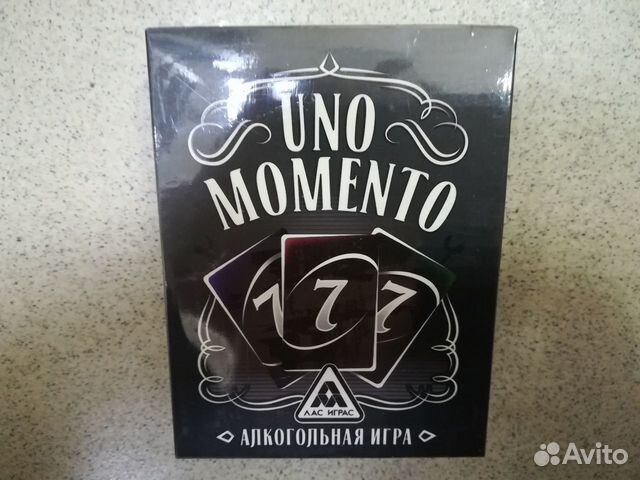 UNO
MOMENTO
7 7 7
ЛАС ИГРАС
АЛКОГОЛЬНАЯ ИГРА
Avito